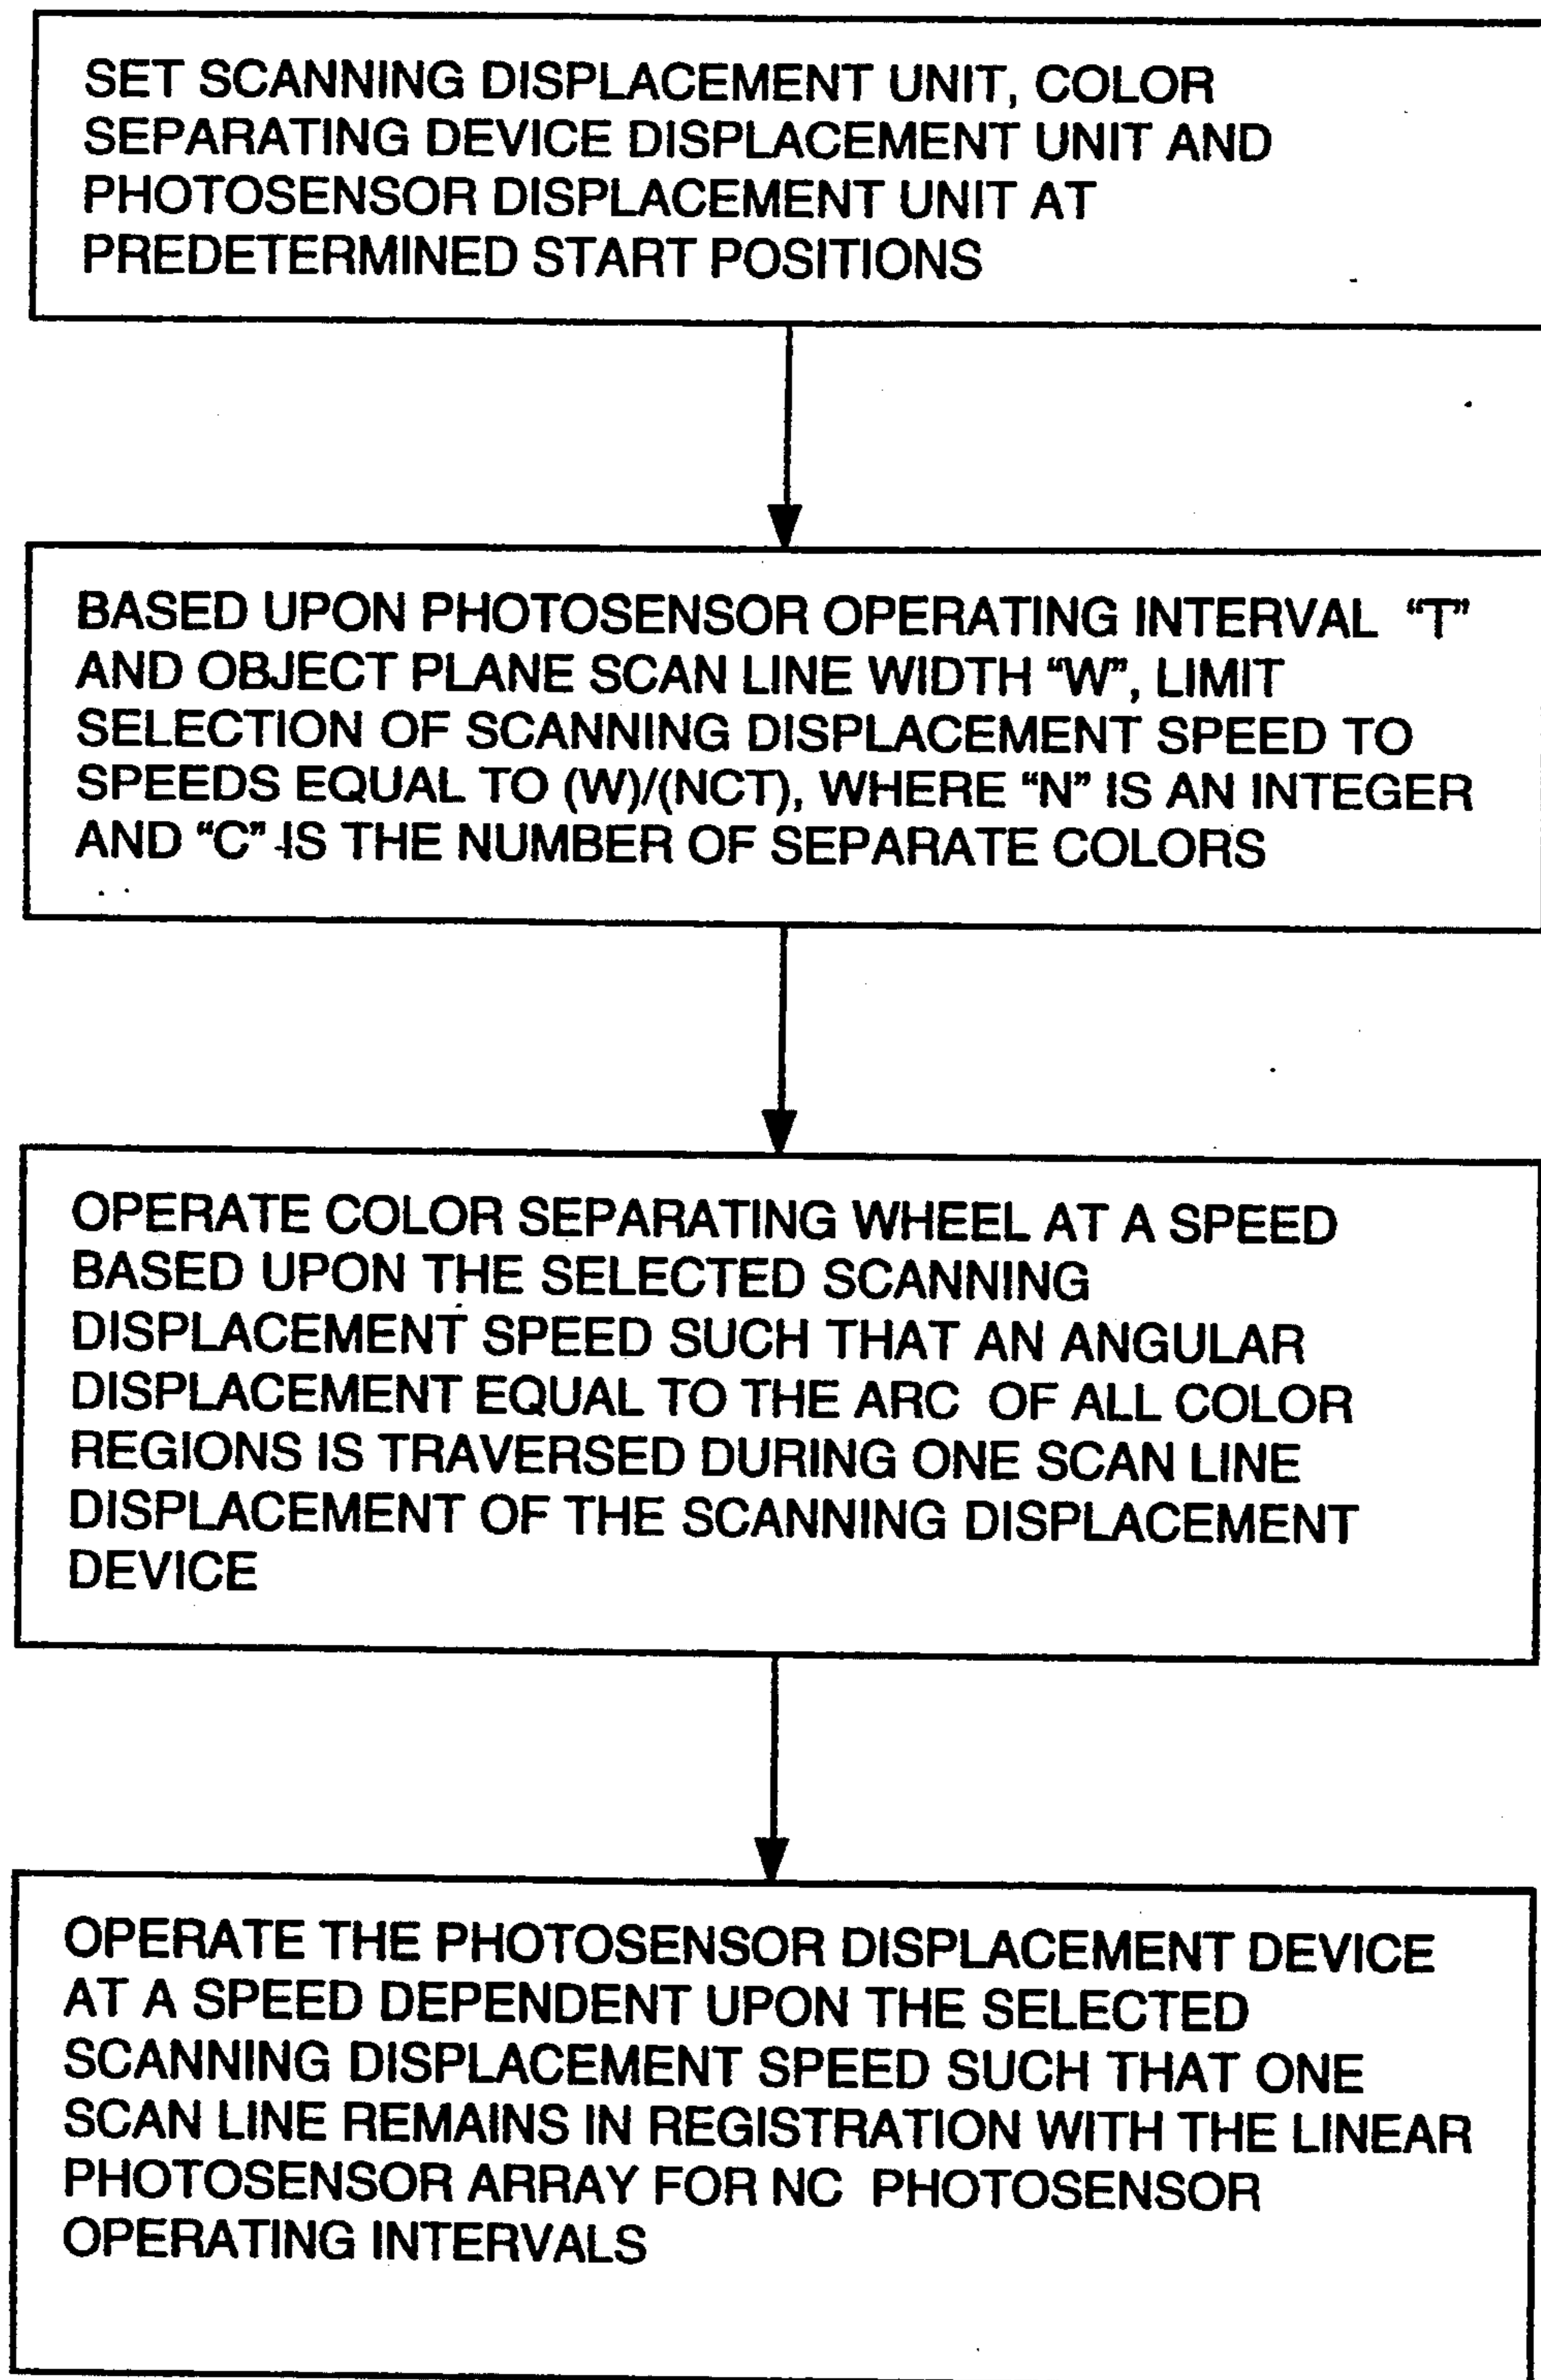 SET SCANNING DISPLACEMENT UNIT, COLOR
SEPARATING DEVICE DISPLACEMENT UNIT AND
PHOTOSENSOR DISPLACEMENT UNIT AT
PREDETERMINED START POSITIONS
BASED UPON PHOTOSENSOR OPERATING INTERVAL “T”
AND OBJECT PLANE SCAN LINE WIDTH “W”, LIMIT
SELECTION OF SCANNING DISPLACEMENT SPEED TO
SPEEDS EQUAL TO (W)/(NCT), WHERE “N” IS AN INTEGER
AND “C” IS THE NUMBER OF SEPARATE COLORS
OPERATE COLOR SEPARATING WHEEL AT A SPEED
BASED UPON THE SELECTED SCANNING
DISPLACEMENT SPEED SUCH THAT AN ANGULAR
DISPLACEMENT EQUAL TO THE ARC OF ALL COLOR
REGIONS IS TRAVERSED DURING ONE SCAN LINE
DISPLACEMENT OF THE SCANNING DISPLACEMENT
DEVICE
OPERATE THE PHOTOSENSOR DISPLACEMENT DEVICE
AT A SPEED DEPENDENT UPON THE SELECTED
SCANNING DISPLACEMENT SPEED SUCH THAT ONE
SCAN LINE REMAINS IN REGISTRATION WITH THE LINEAR
PHOTOSENSOR ARRAY FOR NC PHOTOSENSOR
OPERATING INTERVALS